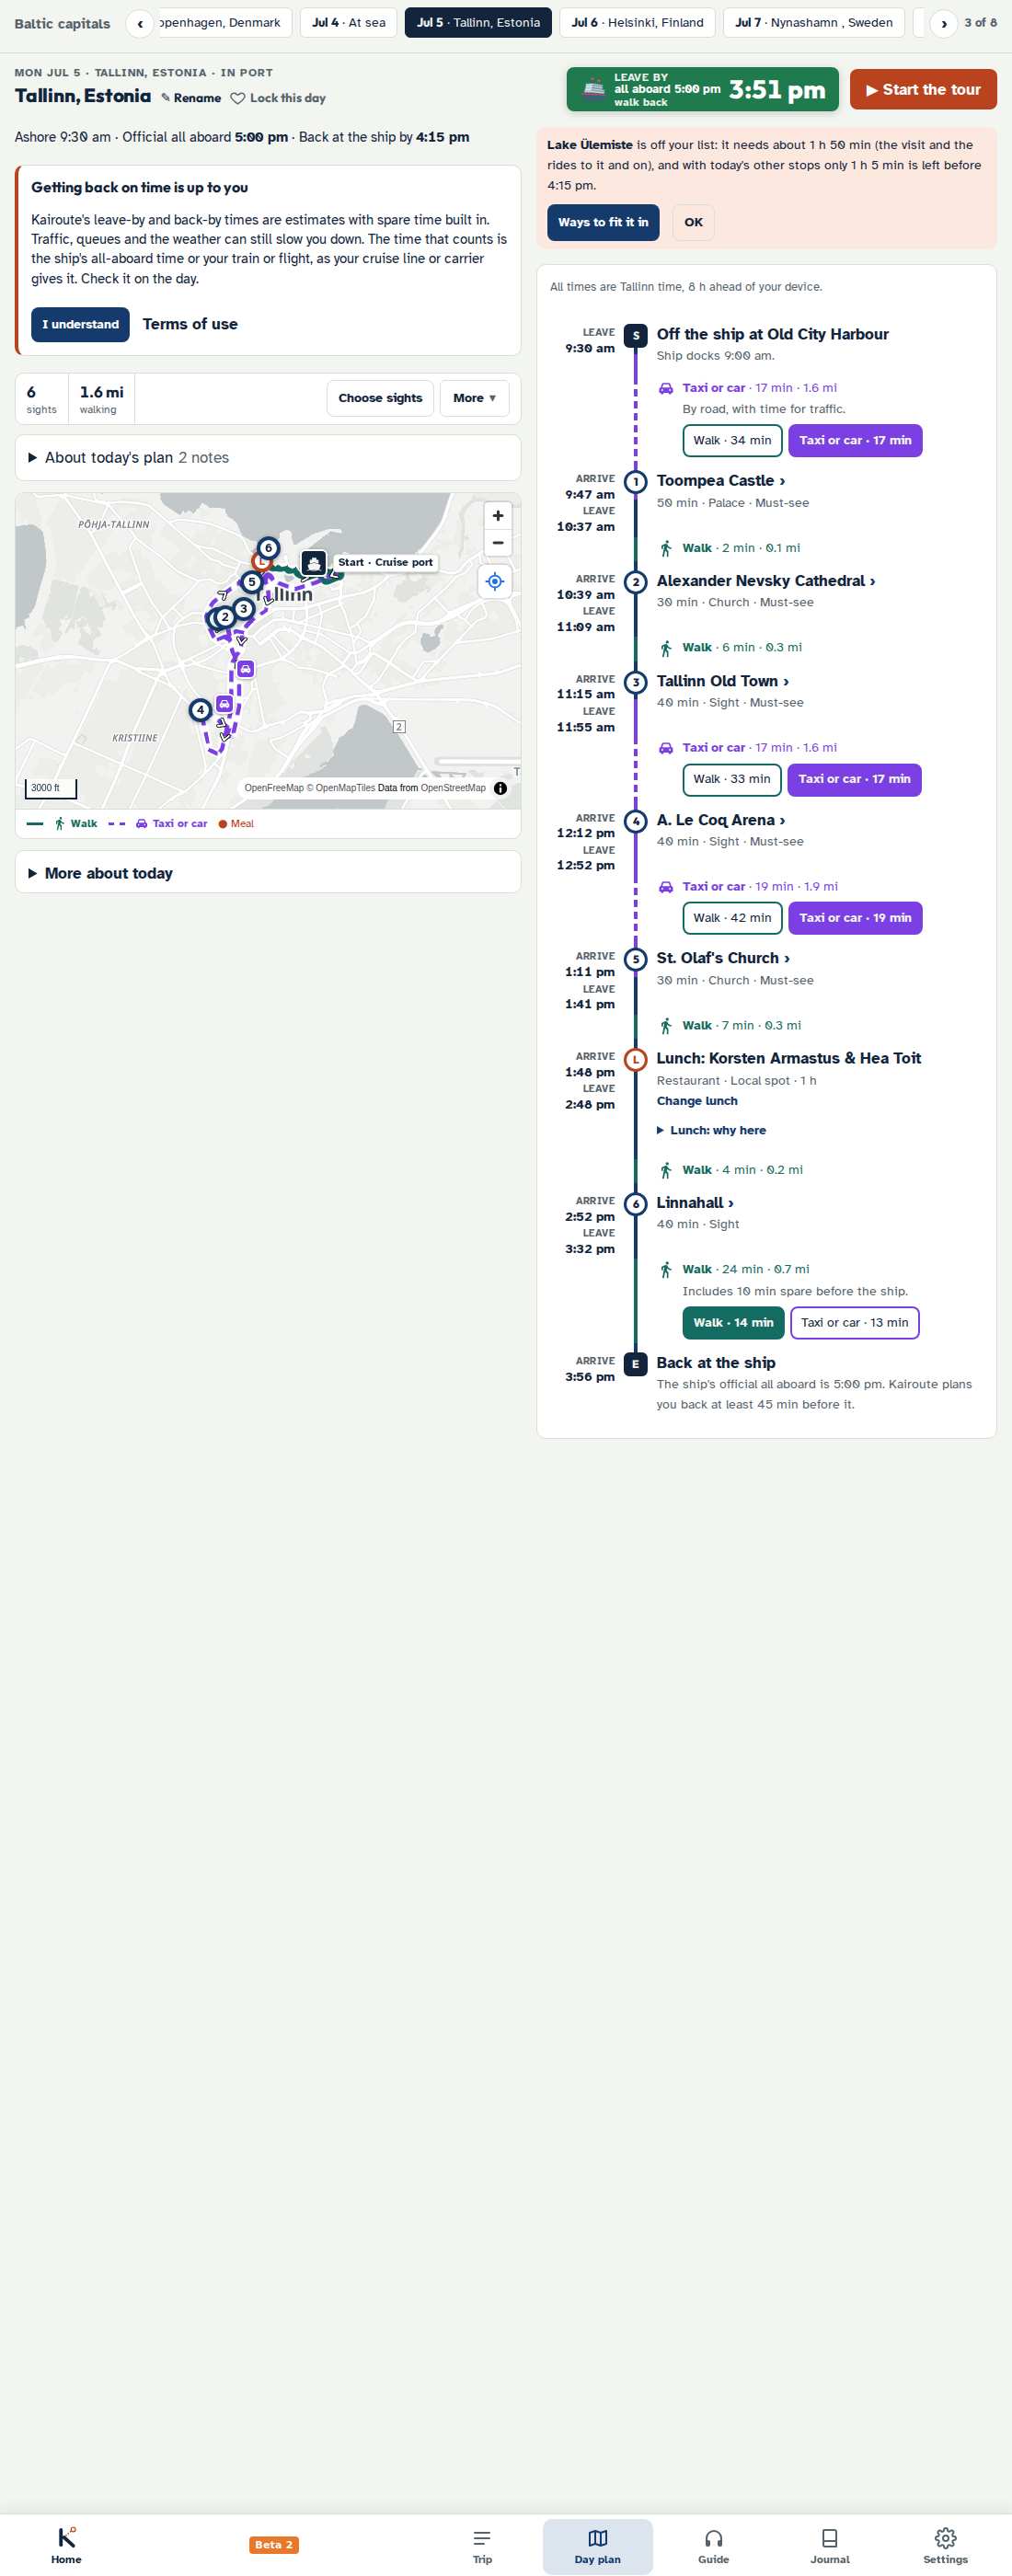 Baltic capitals
‹
openhagen, Denmark
Jul 4 · At sea
Jul 5 · Tallinn, Estonia
Jul 6 · Helsinki, Finland
Jul 7 · Nynashamn , Sweden
›
3 of 8
MON JUL 5 · TALLINN, ESTONIA · IN PORT
Tallinn, Estonia ✎ Rename ♡ Lock this day
LEAVE BY
all aboard 5:00 pm
walk back
3:51 pm
▶ Start the tour
Ashore 9:30 am · Official all aboard 5:00 pm · Back at the ship by 4:15 pm
Getting back on time is up to you
Kairoute's leave-by and back-by times are estimates with spare time built in.
Traffic, queues and the weather can still slow you down. The time that counts is
the ship's all-aboard time or your train or flight, as your cruise line or carrier
gives it. Check it on the day.
I understand
Terms of use
6
sights
1.6 mi
walking
Choose sights
More ▼
▶ About today's plan 2 notes
PÕHJA-TALLINN
+
−
6
L
Start · Cruise port
5
3
2
4
KRISTIINE
2
T
3000 ft
OpenFreeMap © OpenMapTiles Data from OpenStreetMap
Walk
Taxi or car
Meal
▶ More about today
Lake Ülemiste is off your list: it needs about 1 h 50 min (the visit and the
rides to it and on), and with today's other stops only 1 h 5 min is left before
4:15 pm.
Ways to fit it in
OK
All times are Tallinn time, 8 h ahead of your device.
LEAVE
9:30 am
S
Off the ship at Old City Harbour
Ship docks 9:00 am.
Taxi or car · 17 min · 1.6 mi
By road, with time for traffic.
Walk · 34 min
Taxi or car · 17 min
ARRIVE
9:47 am
LEAVE
10:37 am
1
Toompea Castle ›
50 min · Palace · Must-see
Walk · 2 min · 0.1 mi
ARRIVE
10:39 am
LEAVE
11:09 am
2
Alexander Nevsky Cathedral ›
30 min · Church · Must-see
Walk · 6 min · 0.3 mi
ARRIVE
11:15 am
LEAVE
11:55 am
3
Tallinn Old Town ›
40 min · Sight · Must-see
Taxi or car · 17 min · 1.6 mi
Walk · 33 min
Taxi or car · 17 min
ARRIVE
12:12 pm
LEAVE
12:52 pm
4
A. Le Coq Arena ›
40 min · Sight · Must-see
Taxi or car · 19 min · 1.9 mi
Walk · 42 min
Taxi or car · 19 min
ARRIVE
1:11 pm
LEAVE
1:41 pm
5
St. Olaf's Church ›
30 min · Church · Must-see
Walk · 7 min · 0.3 mi
ARRIVE
1:48 pm
LEAVE
2:48 pm
L
Lunch: Korsten Armastus & Hea Toit
Restaurant · Local spot · 1 h
Change lunch
▶ Lunch: why here
Walk · 4 min · 0.2 mi
ARRIVE
2:52 pm
LEAVE
3:32 pm
6
Linnahall ›
40 min · Sight
Walk · 24 min · 0.7 mi
Includes 10 min spare before the ship.
Walk · 14 min
Taxi or car · 13 min
ARRIVE
3:56 pm
E
Back at the ship
The ship's official all aboard is 5:00 pm. Kairoute plans
you back at least 45 min before it.
Home
Beta 2
Trip
Day plan
Guide
Journal
Settings